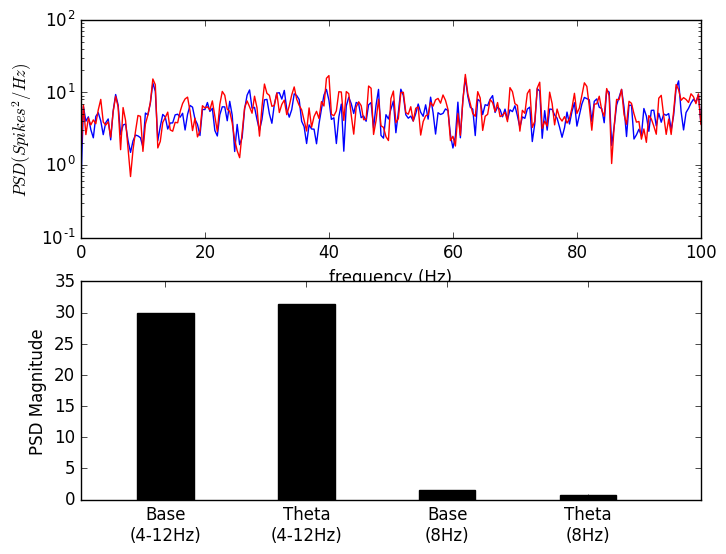 10^2
10^1
10^0
10^-1
PSD(Spikes^2/Hz)
0 20 40 60 80 100
frequency (Hz)
35
30
25
20
15
10
5
0
PSD Magnitude
Base Theta Base Theta
(4-12Hz) (4-12Hz) (8Hz) (8Hz)